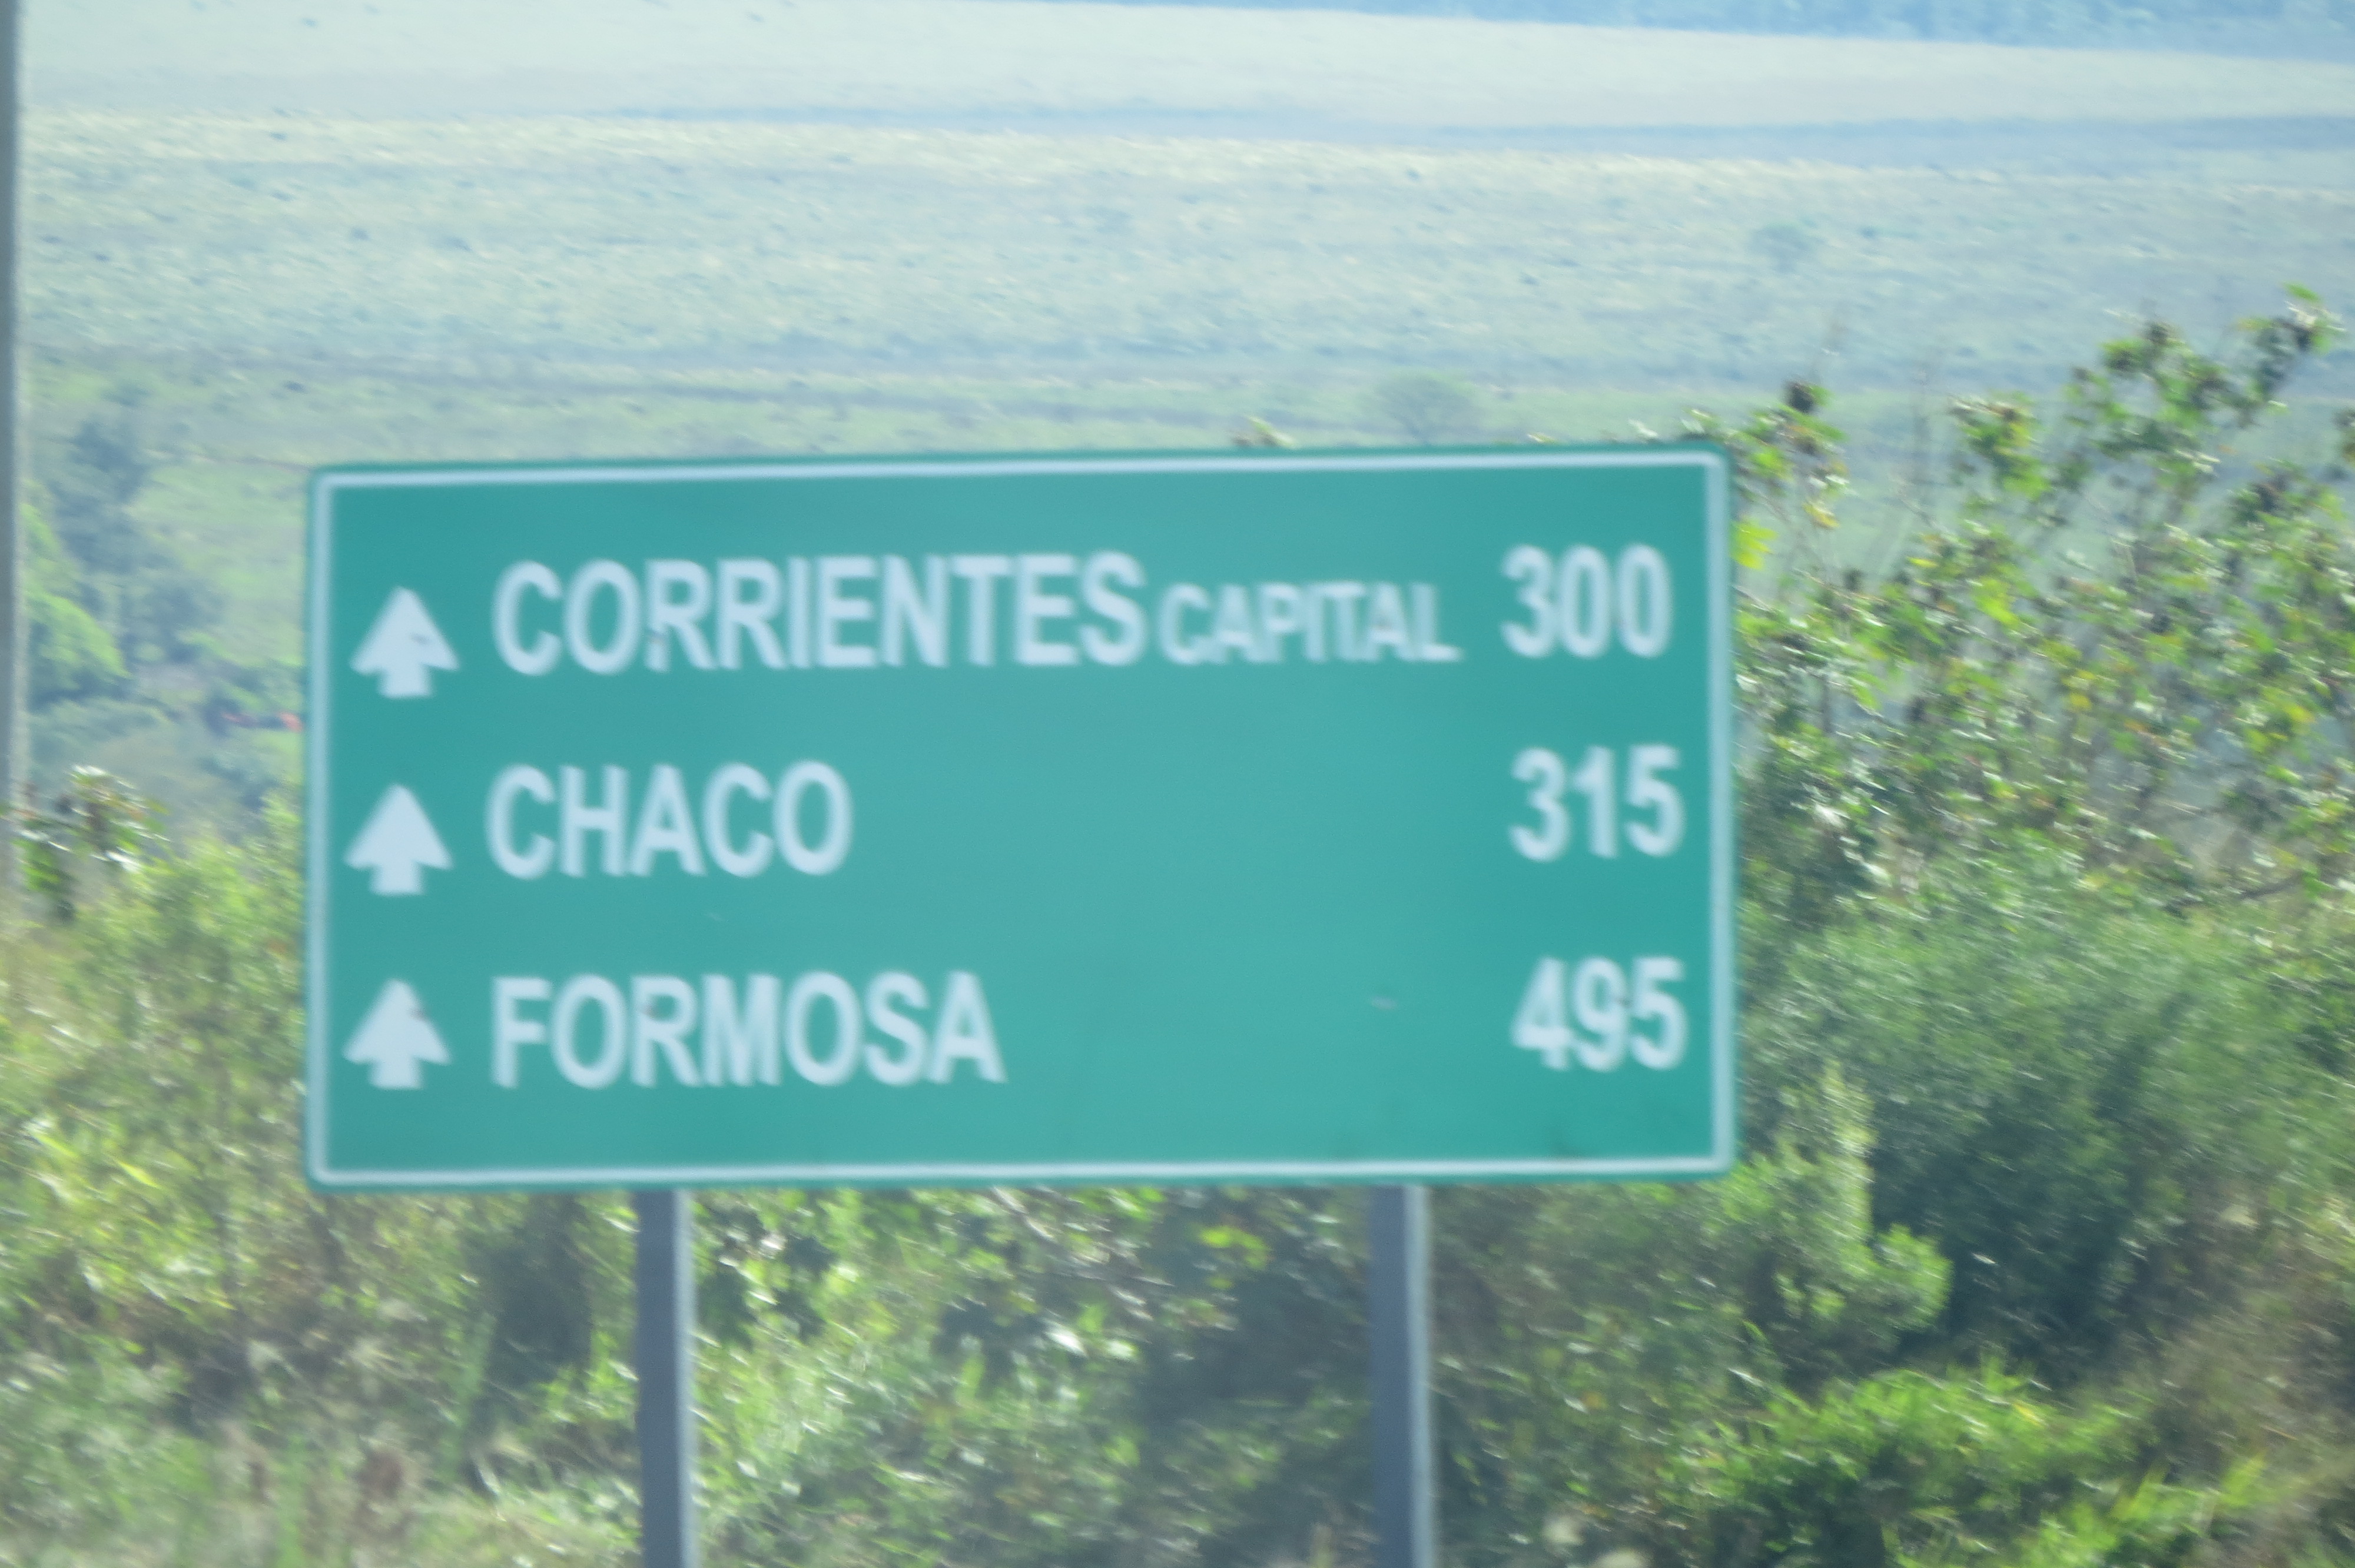 CORRIENTES CAPITAL 300
CHACO 315
FORMOSA 495